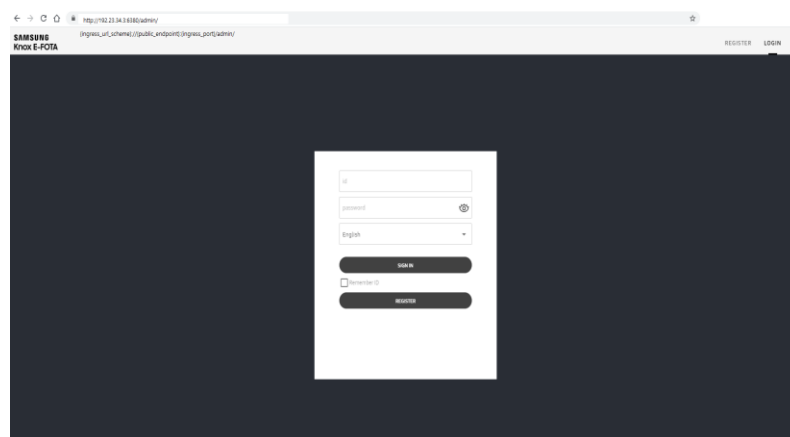 http://192.23.34.3:6380/admin/
SAMSUNG
Knox E-FOTA
{ingress_url_scheme}://{public_endpoint}:{ingress_port}/admin/
REGISTER LOGIN
id
password
English
SIGN IN
Remember ID
REGISTER